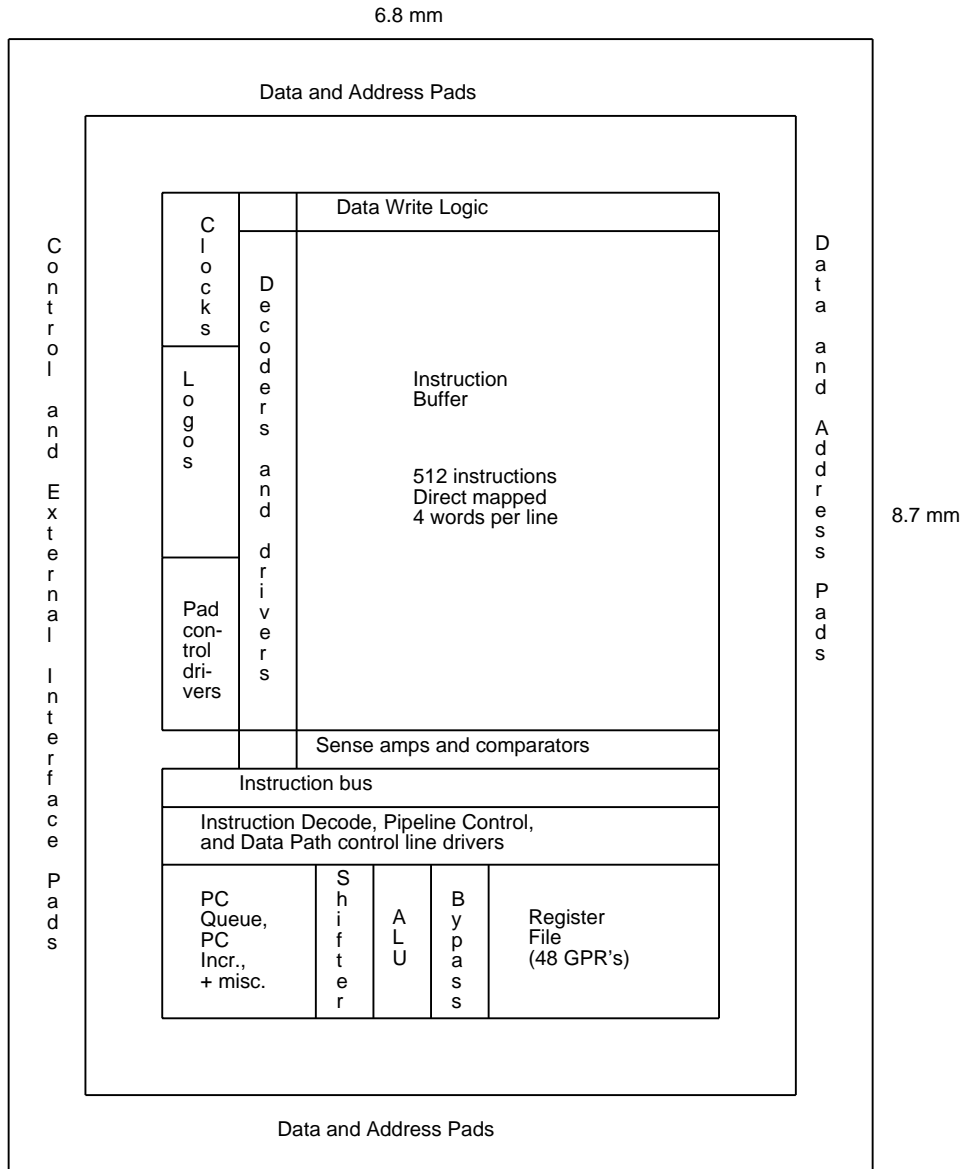 6.8 mm
Data and Address Pads
Data Write Logic
Clocks
Control and External Interface Pads
Data and Address Pads
Decoders and drivers
Logos
Instruction
Buffer
512 instructions
Direct mapped
4 words per line
8.7 mm
Pad
con-
trol
dri-
vers
Sense amps and comparators
Instruction bus
Instruction Decode, Pipeline Control,
and Data Path control line drivers
PC
Queue,
PC
Incr.,
+ misc.
Shifter
ALU
Bypass
Register
File
(48 GPR's)
Data and Address Pads